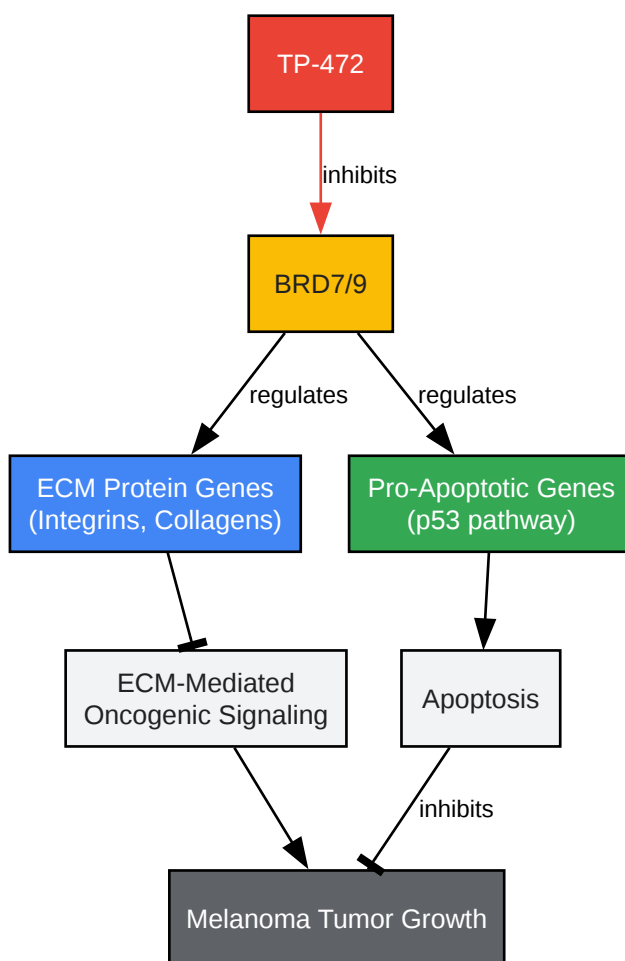 TP-472
inhibits
BRD7/9
regulates
regulates
ECM Protein Genes
(Integrins, Collagens)
Pro-Apoptotic Genes
(p53 pathway)
ECM-Mediated
Oncogenic Signaling
Apoptosis
inhibits
Melanoma Tumor Growth